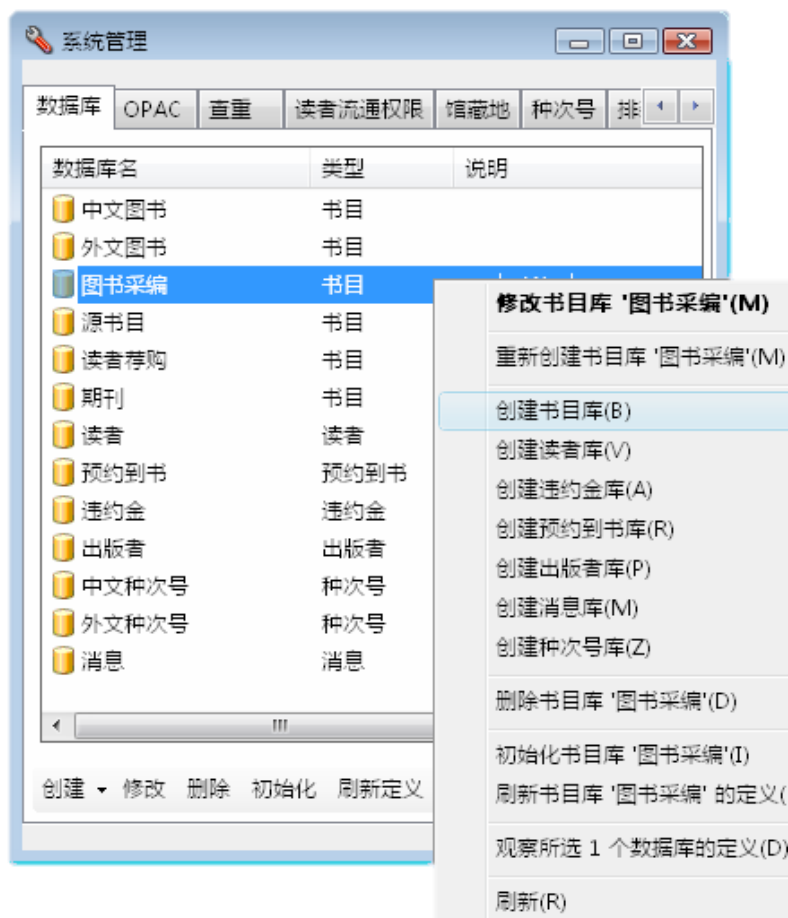 系统管理
数据库 OPAC 查重 读者流通权限 馆藏地 种次号
数据库名 类型 说明
中文图书 书目
外文图书 书目
图书采编 书目
源书目 书目
读者荐购 书目
期刊 书目
读者 读者
预约到书 预约到书
违约金 违约金
出版者 出版者
中文种次号 种次号
外文种次号 种次号
消息 消息
创建 修改 删除 初始化 刷新定义
修改书目库 '图书采编'(M)
重新创建书目库 '图书采编'(M)
创建书目库(B)
创建读者库(V)
创建违约金库(A)
创建预约到书库(R)
创建出版者库(P)
创建消息库(M)
创建种次号库(Z)
删除书目库 '图书采编'(D)
初始化书目库 '图书采编'(I)
刷新书目库 '图书采编' 的定义(
观察所选 1 个数据库的定义(D)
刷新(R)